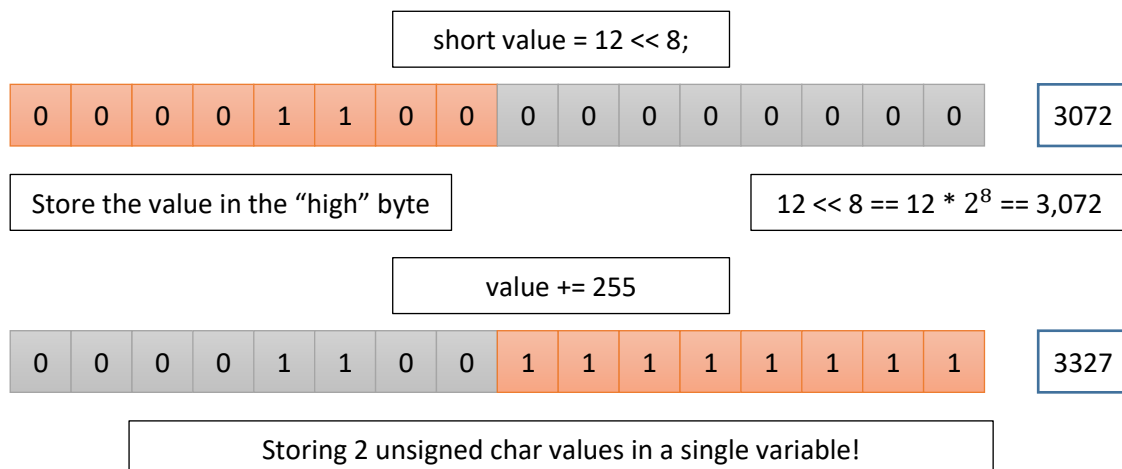 short value = 12 << 8;
0 0 0 0 1 1 0 0 0 0 0 0 0 0 0 0 3072
Store the value in the “high” byte 12 << 8 == 12 * 2⁸ == 3,072
value += 255
0 0 0 0 1 1 0 0 1 1 1 1 1 1 1 1 3327
Storing 2 unsigned char values in a single variable!